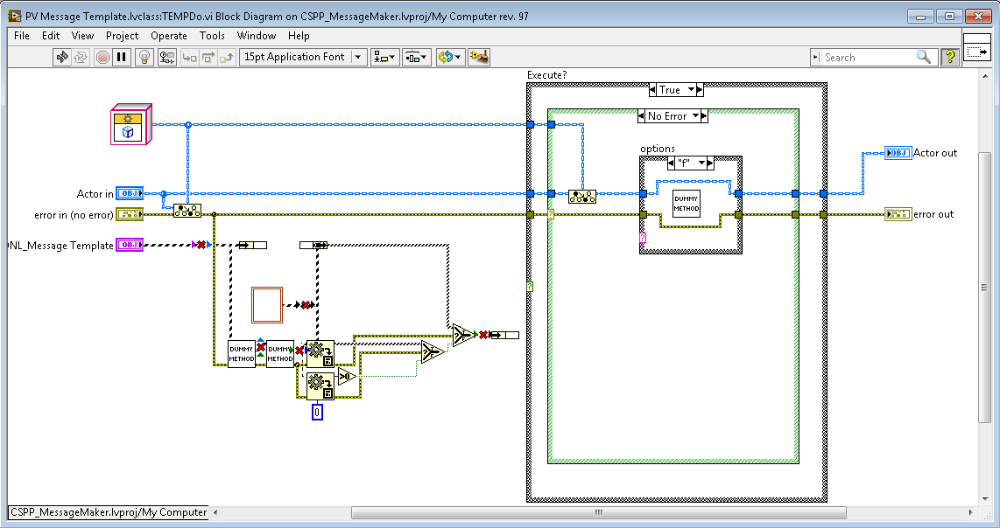 PV Message Template.lvclass:TEMPDo.vi Block Diagram on CSPP_MessageMaker.lvproj/My Computer rev. 97
File Edit View Project Operate Tools Window Help
15pt Application Font
Search
?
Execute?
True
No Error
options
"f"
OBJ Actor out
Actor in OBJ
DUMMY
METHOD
error in (no error)
error out
?
NL_Message Template OBJ
?
?
DUMMY
METHOD
DUMMY
METHOD
?
?
>0
0
CSPP_MessageMaker.lvproj/My Computer